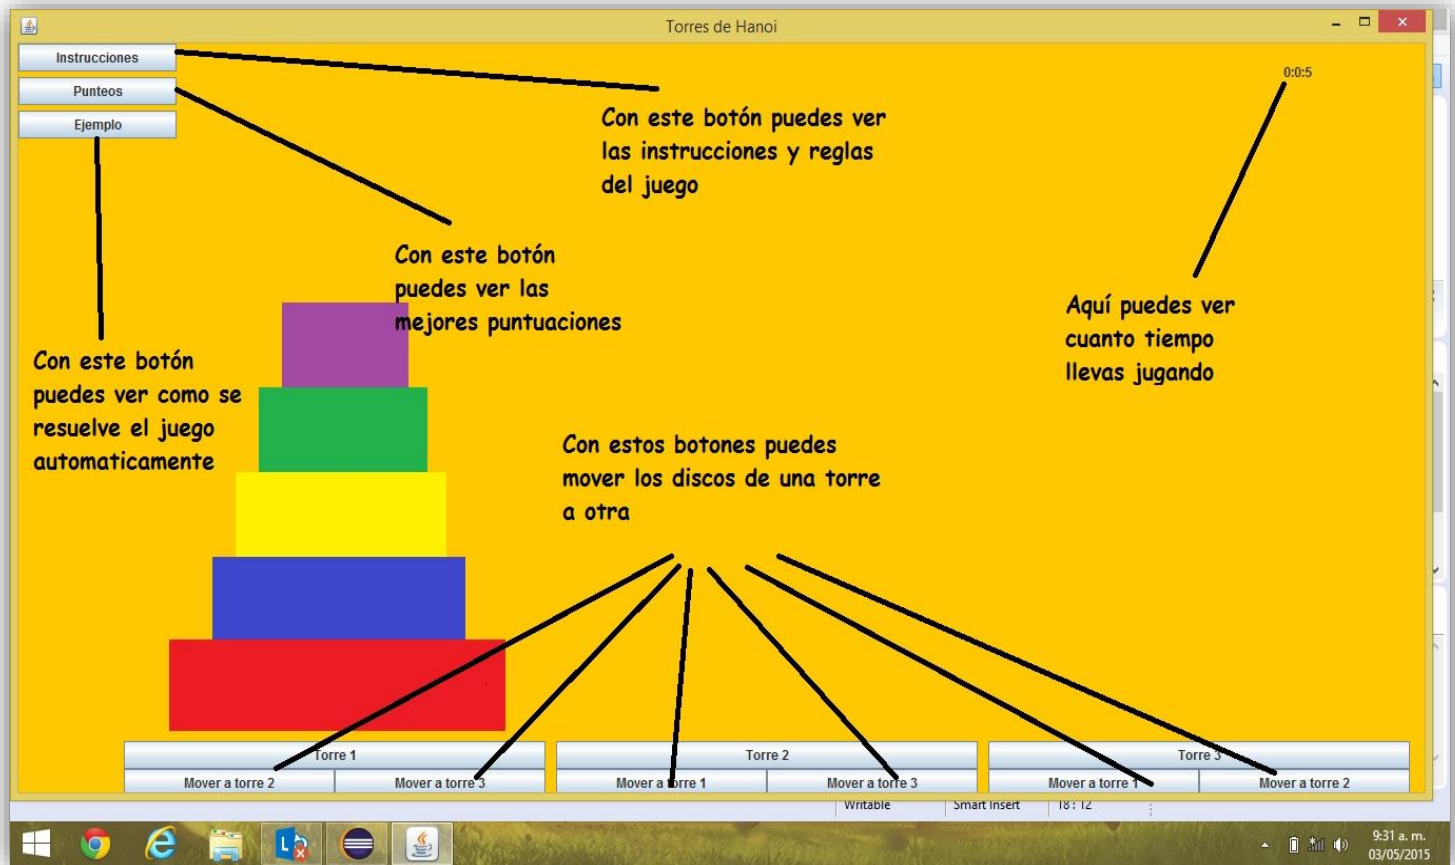 Torres de Hanoi
Instrucciones
Punteos
Ejemplo
0:0:5
Con este botón puedes ver
las instrucciones y reglas
del juego
Con este botón
puedes ver las
mejores puntuaciones
Aquí puedes ver
cuanto tiempo
llevas jugando
Con este botón
puedes ver como se
resuelve el juego
automaticamente
Con estos botones puedes
mover los discos de una torre
a otra
Torre 1
Torre 2
Torre 3
Mover a torre 2
Mover a torre 3
Mover a torre 1
Mover a torre 3
Mover a torre 1
Mover a torre 2
Writable
Smart Insert
18 : 12
9:31 a. m.
03/05/2015